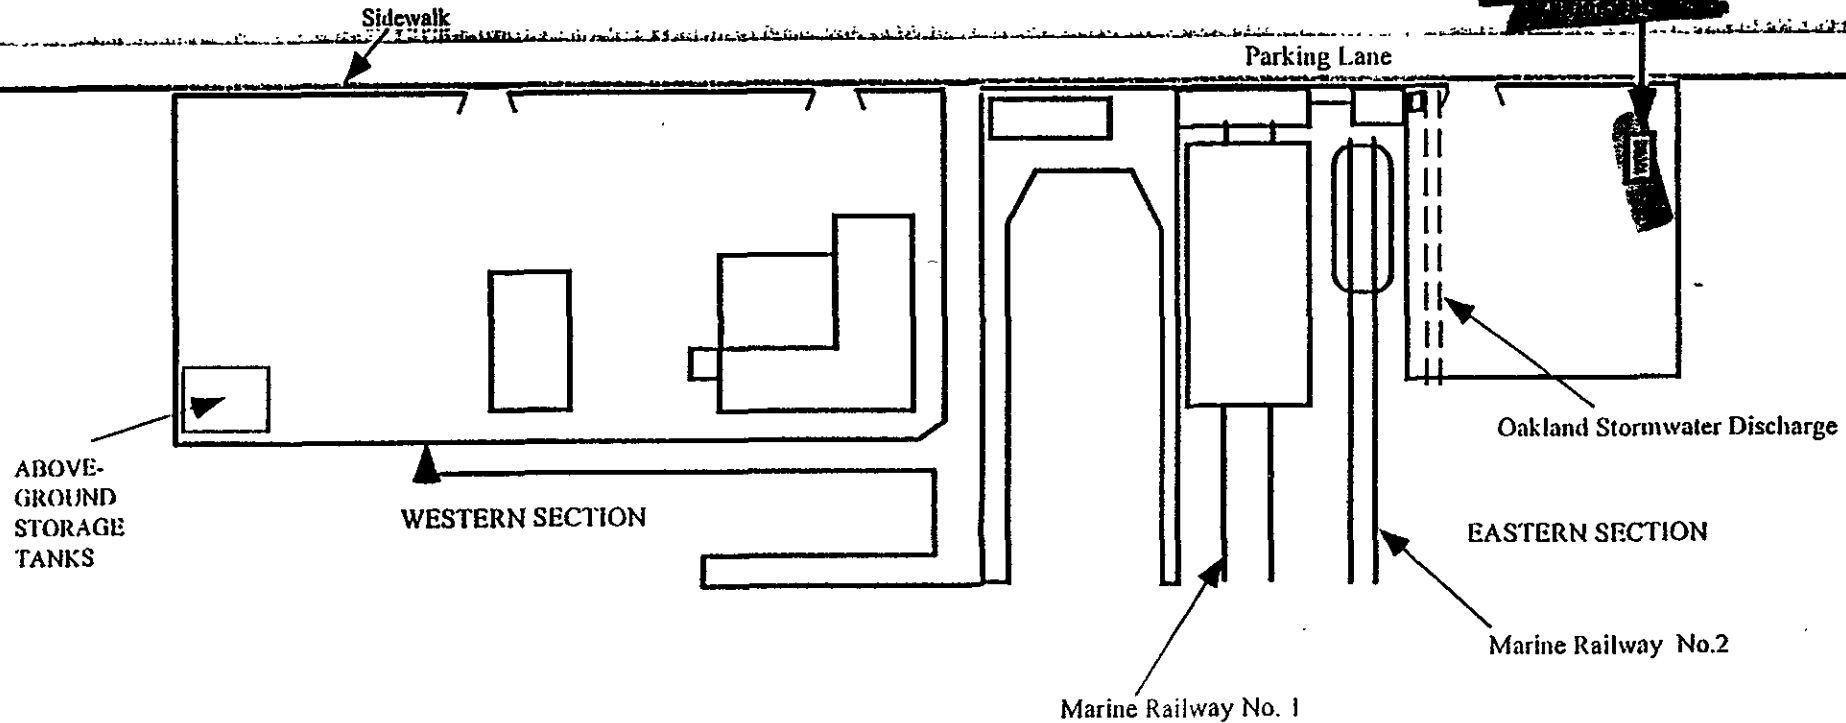 Sidewalk
Parking Lane
Oakland Stormwater Discharge
ABOVE-
GROUND
STORAGE
TANKS
WESTERN SECTION
EASTERN SECTION
Marine Railway No.2
Marine Railway No. 1